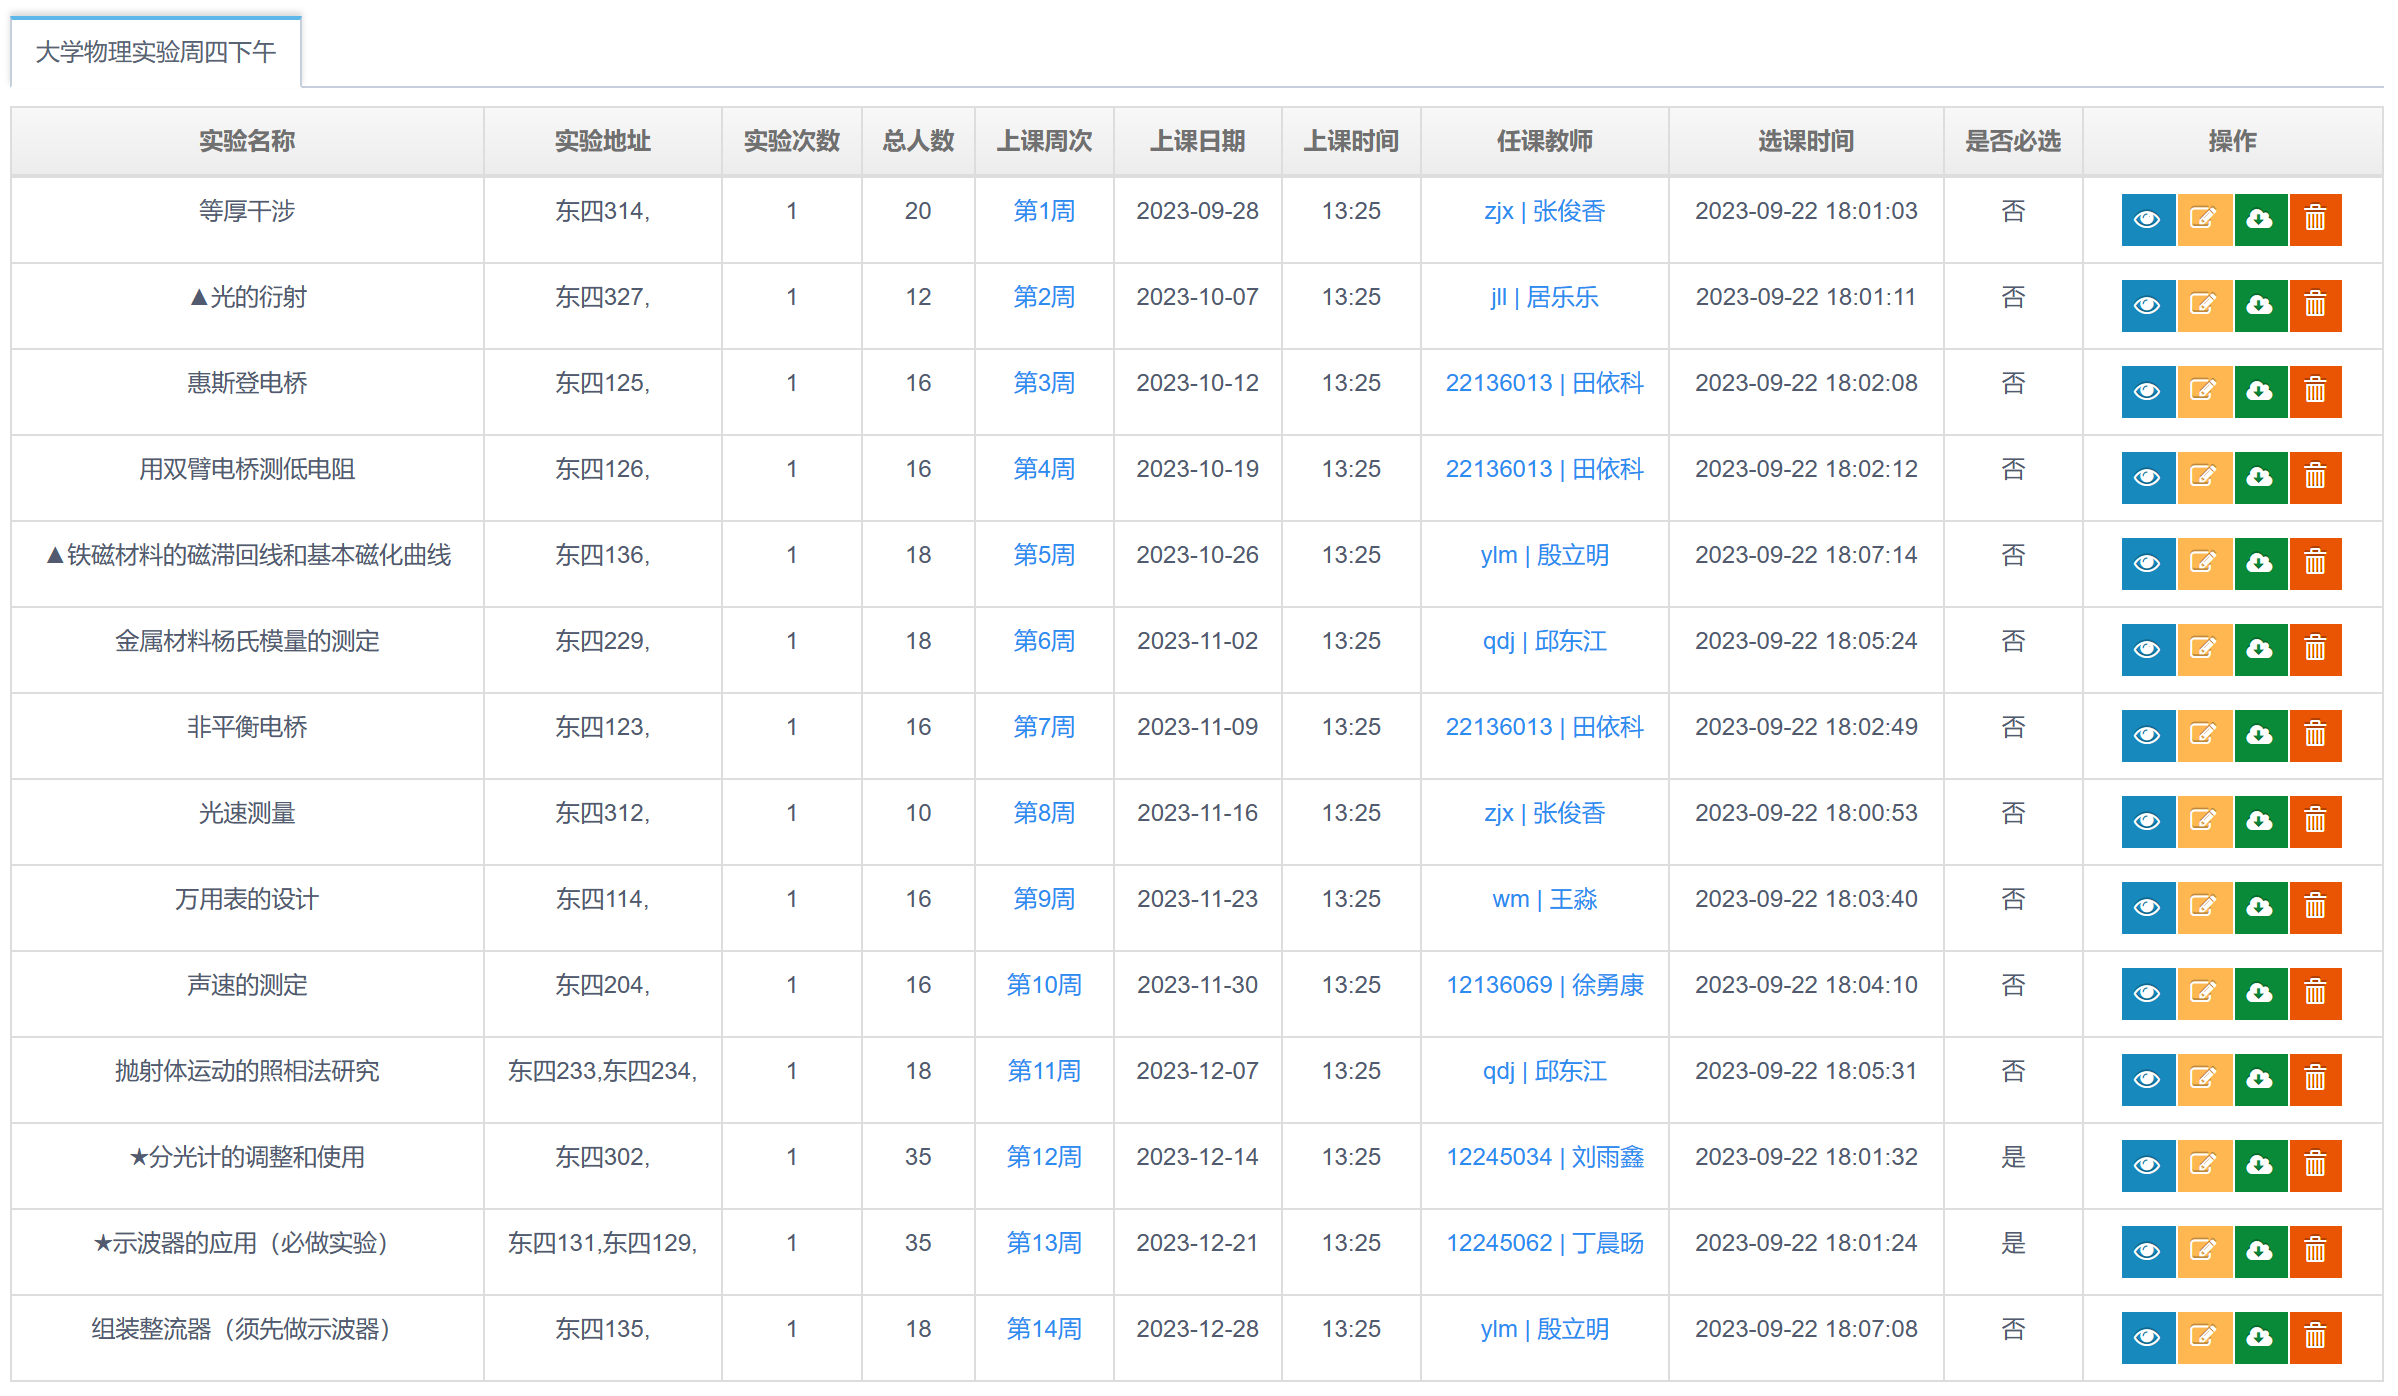 大学物理实验周四下午
实验名称 实验地址 实验次数 总人数 上课周次 上课日期 上课时间 任课教师 选课时间 是否必选 操作
等厚干涉 东四314, 1 20 第1周 2023-09-28 13:25 zjx | 张俊香 2023-09-22 18:01:03 否
▲光的衍射 东四327, 1 12 第2周 2023-10-07 13:25 jll | 居乐乐 2023-09-22 18:01:11 否
惠斯登电桥 东四125, 1 16 第3周 2023-10-12 13:25 22136013 | 田依科 2023-09-22 18:02:08 否
用双臂电桥测低电阻 东四126, 1 16 第4周 2023-10-19 13:25 22136013 | 田依科 2023-09-22 18:02:12 否
▲铁磁材料的磁滞回线和基本磁化曲线 东四136, 1 18 第5周 2023-10-26 13:25 ylm | 殷立明 2023-09-22 18:07:14 否
金属材料杨氏模量的测定 东四229, 1 18 第6周 2023-11-02 13:25 qdj | 邱东江 2023-09-22 18:05:24 否
非平衡电桥 东四123, 1 16 第7周 2023-11-09 13:25 22136013 | 田依科 2023-09-22 18:02:49 否
光速测量 东四312, 1 10 第8周 2023-11-16 13:25 zjx | 张俊香 2023-09-22 18:00:53 否
万用表的设计 东四114, 1 16 第9周 2023-11-23 13:25 wm | 王淼 2023-09-22 18:03:40 否
声速的测定 东四204, 1 16 第10周 2023-11-30 13:25 12136069 | 徐勇康 2023-09-22 18:04:10 否
抛射体运动的照相法研究 东四233,东四234, 1 18 第11周 2023-12-07 13:25 qdj | 邱东江 2023-09-22 18:05:31 否
★分光计的调整和使用 东四302, 1 35 第12周 2023-12-14 13:25 12245034 | 刘雨鑫 2023-09-22 18:01:32 是
★示波器的应用（必做实验） 东四131,东四129, 1 35 第13周 2023-12-21 13:25 12245062 | 丁晨旸 2023-09-22 18:01:24 是
组装整流器（须先做示波器） 东四135, 1 18 第14周 2023-12-28 13:25 ylm | 殷立明 2023-09-22 18:07:08 否